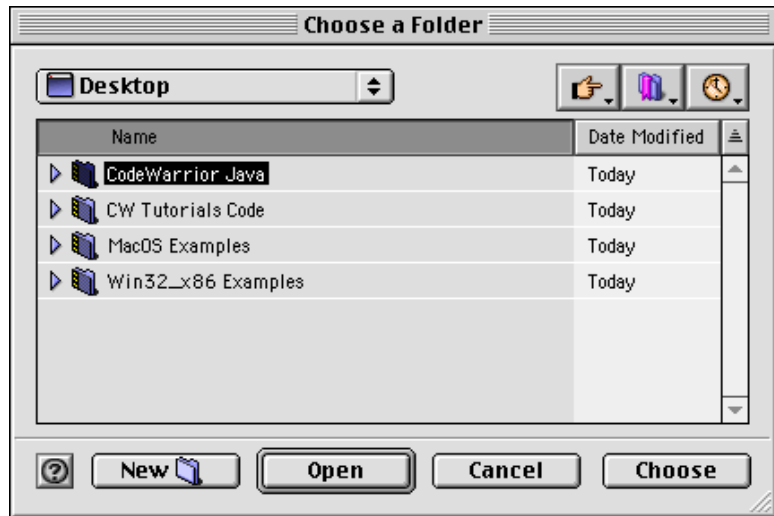 Choose a Folder
Desktop
Name Date Modified
CodeWarrior Java Today
CW Tutorials Code Today
MacOS Examples Today
Win32_x86 Examples Today
? New Open Cancel Choose